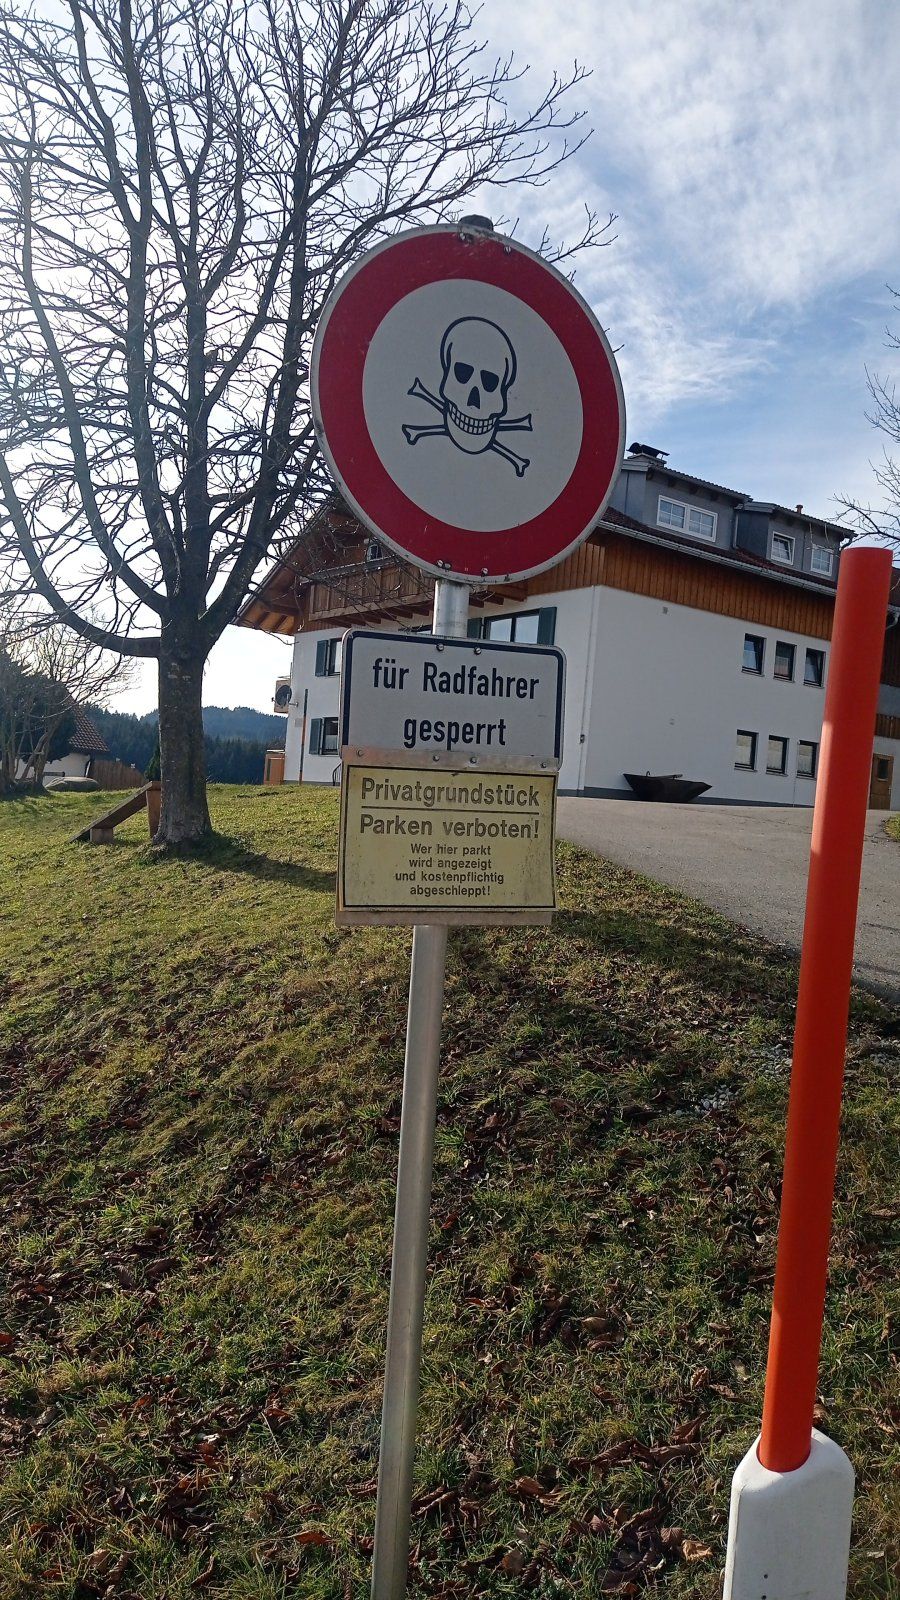 für Radfahrer
gesperrt
Privatgrundstück
Parken verboten!
Wer hier parkt
wird angezeigt
und kostenpflichtig
abgeschleppt!